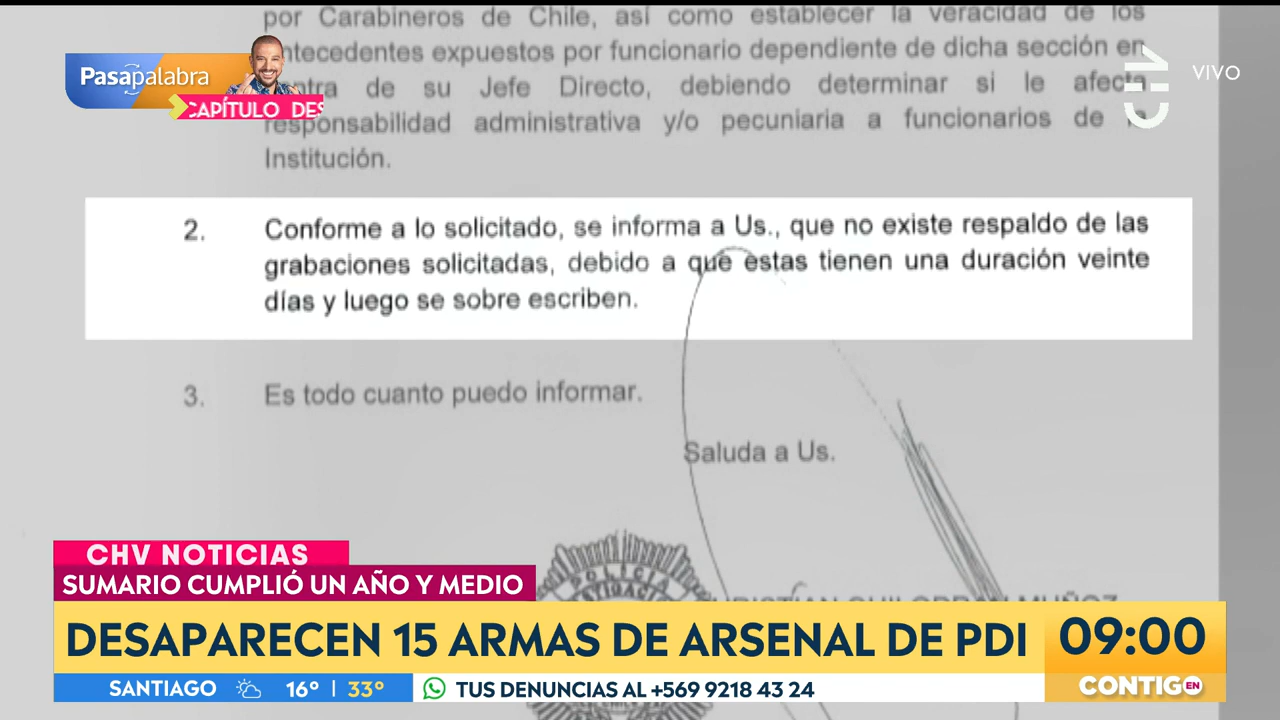 por Carabineros de Chile, así como establecer la veracidad de los
antecedentes expuestos por funcionario dependiente de dicha sección en
contra de su Jefe Directo, debiendo determinar si le afecta
responsabilidad administrativa y/o pecuniaria a funcionarios de la
Institución.
Pasapalabra
CAPÍTULO DES
VIVO
2. Conforme a lo solicitado, se informa a Us., que no existe respaldo de las
grabaciones solicitadas, debido a que estas tienen una duración veinte
días y luego se sobre escriben.
3. Es todo cuanto puedo informar.
Saluda a Us.
POLICIA
CHV NOTICIAS
SUMARIO CUMPLIÓ UN AÑO Y MEDIO
DESAPARECEN 15 ARMAS DE ARSENAL DE PDI
09:00
SANTIAGO 16° | 33°
TUS DENUNCIAS AL +569 9218 43 24
CONTIGO EN